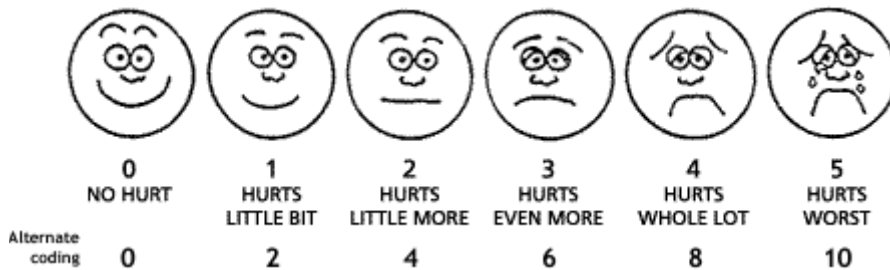 0 1 2 3 4 5
NO HURT HURTS HURTS HURTS HURTS HURTS
LITTLE BIT LITTLE MORE EVEN MORE WHOLE LOT WORST
Alternate
coding 0 2 4 6 8 10